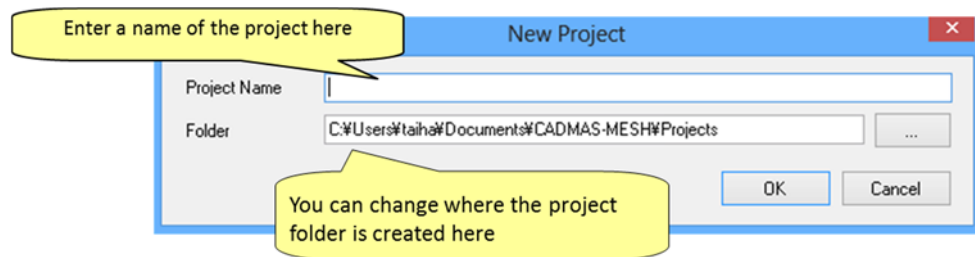 Enter a name of the project here
New Project
Project Name
Folder
C:¥Users¥taiha¥Documents¥CADMAS-MESH¥Projects
...
You can change where the project
folder is created here
OK
Cancel